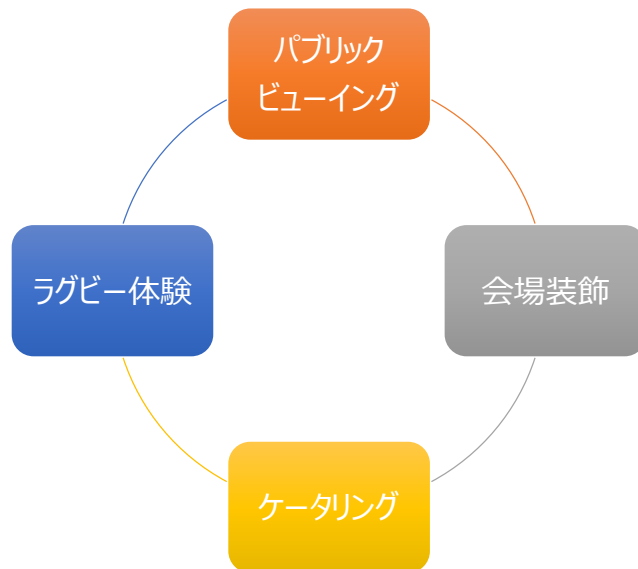 パブリック
ビューイング
ラグビー体験
会場装飾
ケータリング